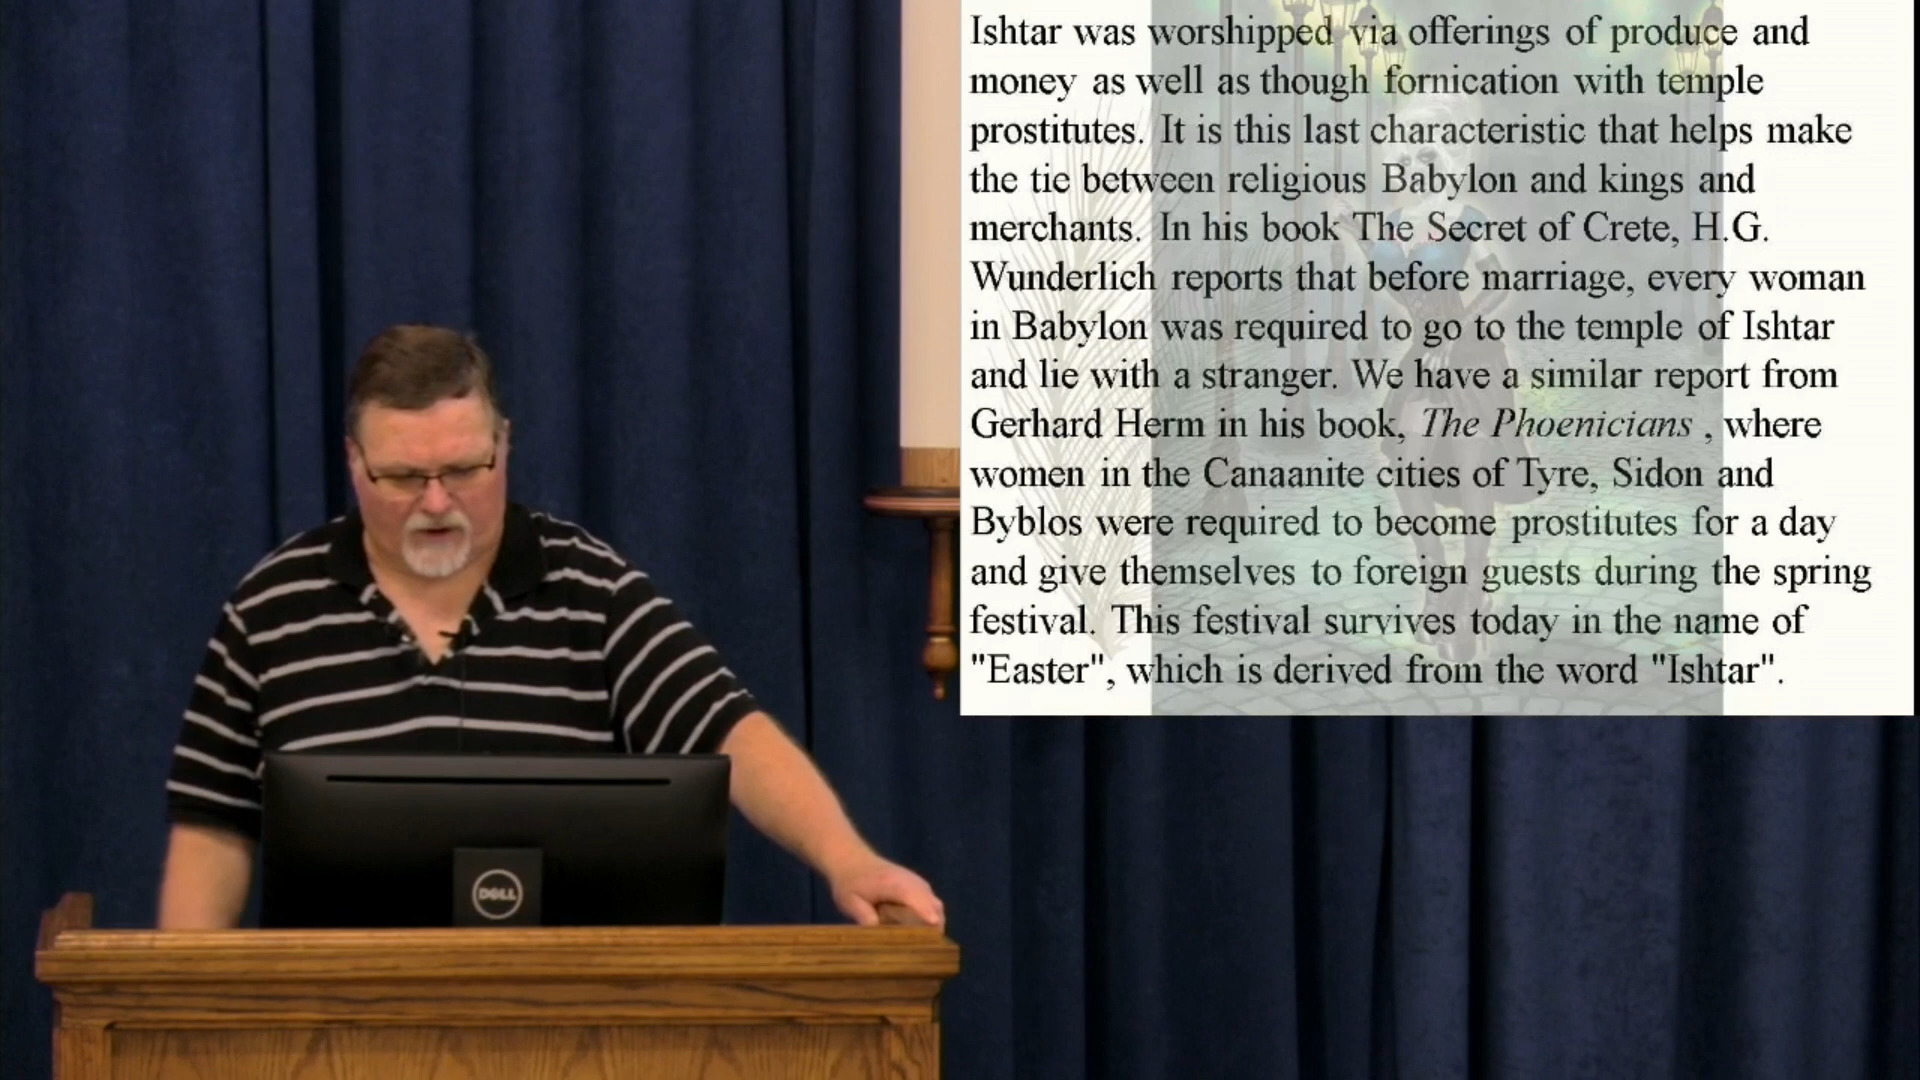 Ishtar was worshipped via offerings of produce and
money as well as though fornication with temple
prostitutes. It is this last characteristic that helps make
the tie between religious Babylon and kings and
merchants. In his book The Secret of Crete, H.G.
Wunderlich reports that before marriage, every woman
in Babylon was required to go to the temple of Ishtar
and lie with a stranger. We have a similar report from
Gerhard Herm in his book, The Phoenicians , where
women in the Canaanite cities of Tyre, Sidon and
Byblos were required to become prostitutes for a day
and give themselves to foreign guests during the spring
festival. This festival survives today in the name of
"Easter", which is derived from the word "Ishtar".
DELL